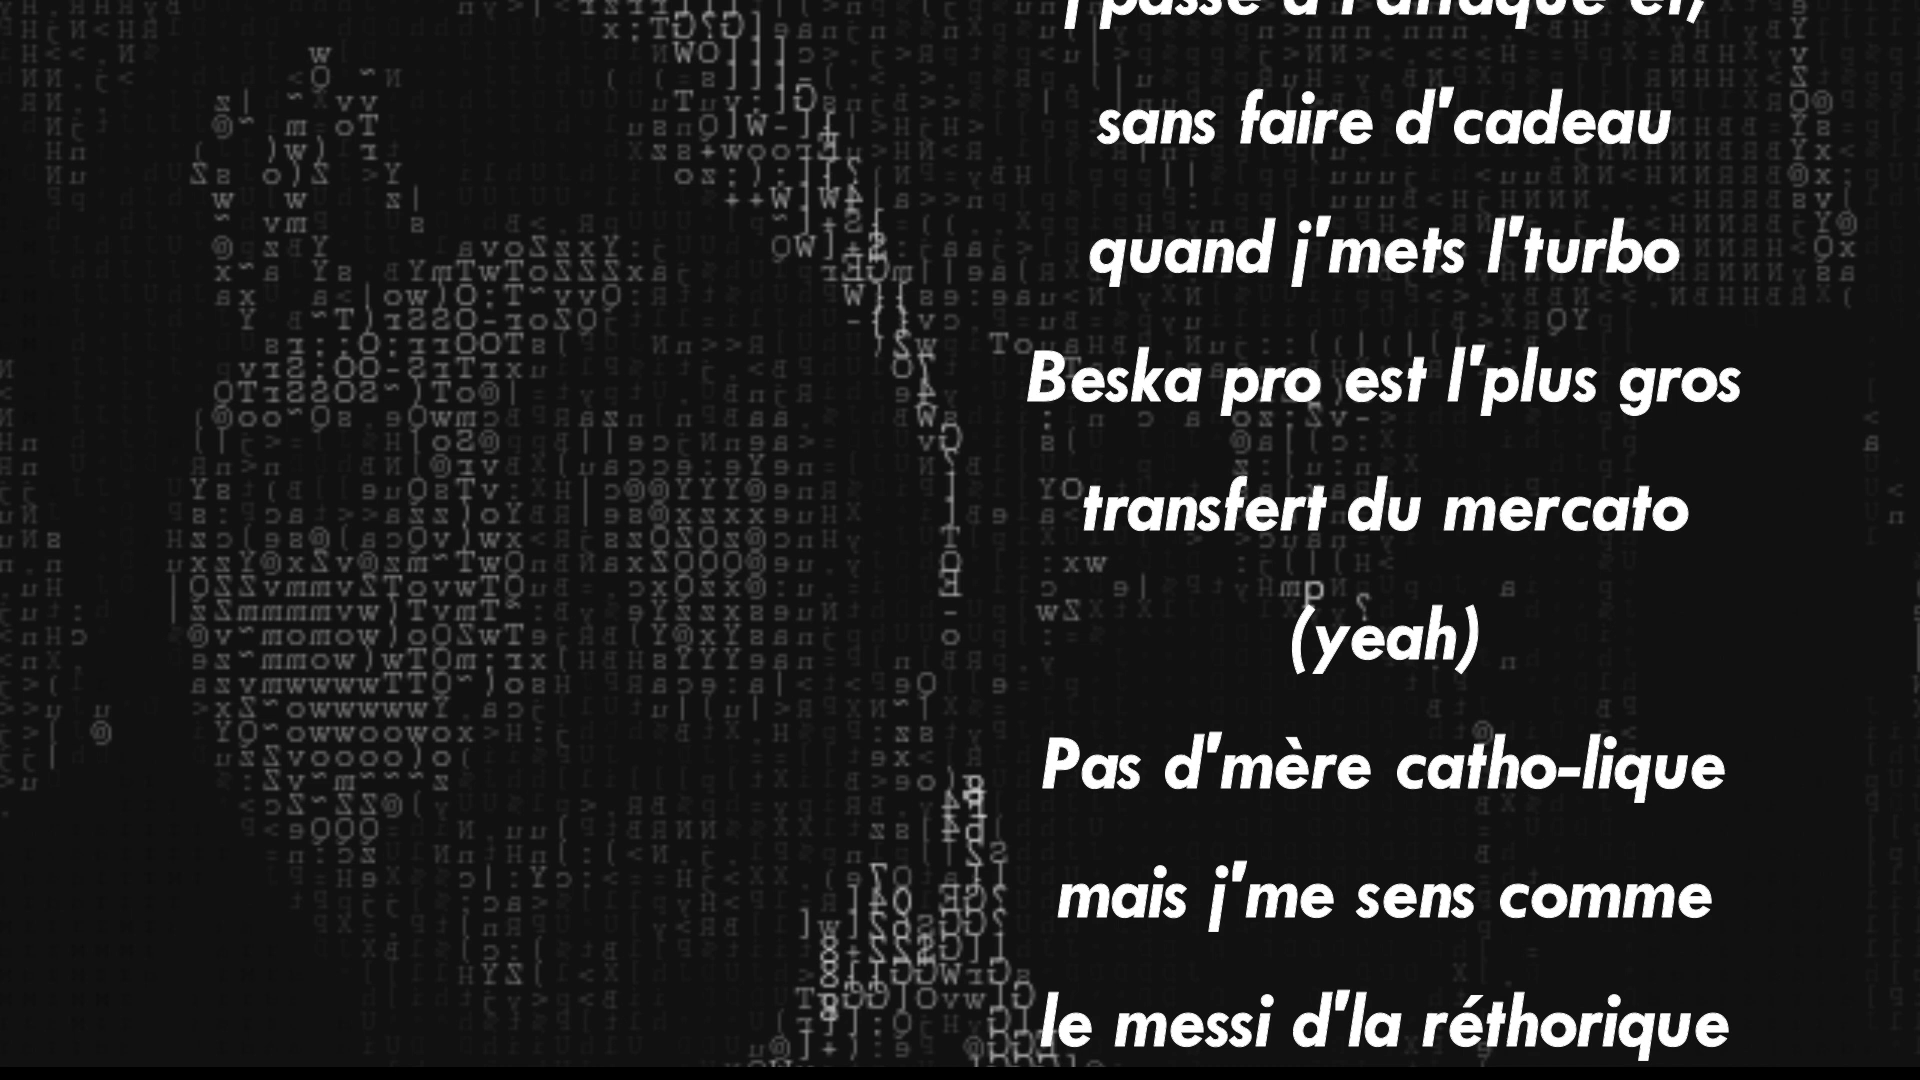 j'passe à l'attaque et,
sans faire d'cadeau
quand j'mets l'turbo
Beska pro est l'plus gros
transfert du mercato
(yeah)
Pas d'mère catho-lique
mais j'me sens comme
le messi d'la réthorique